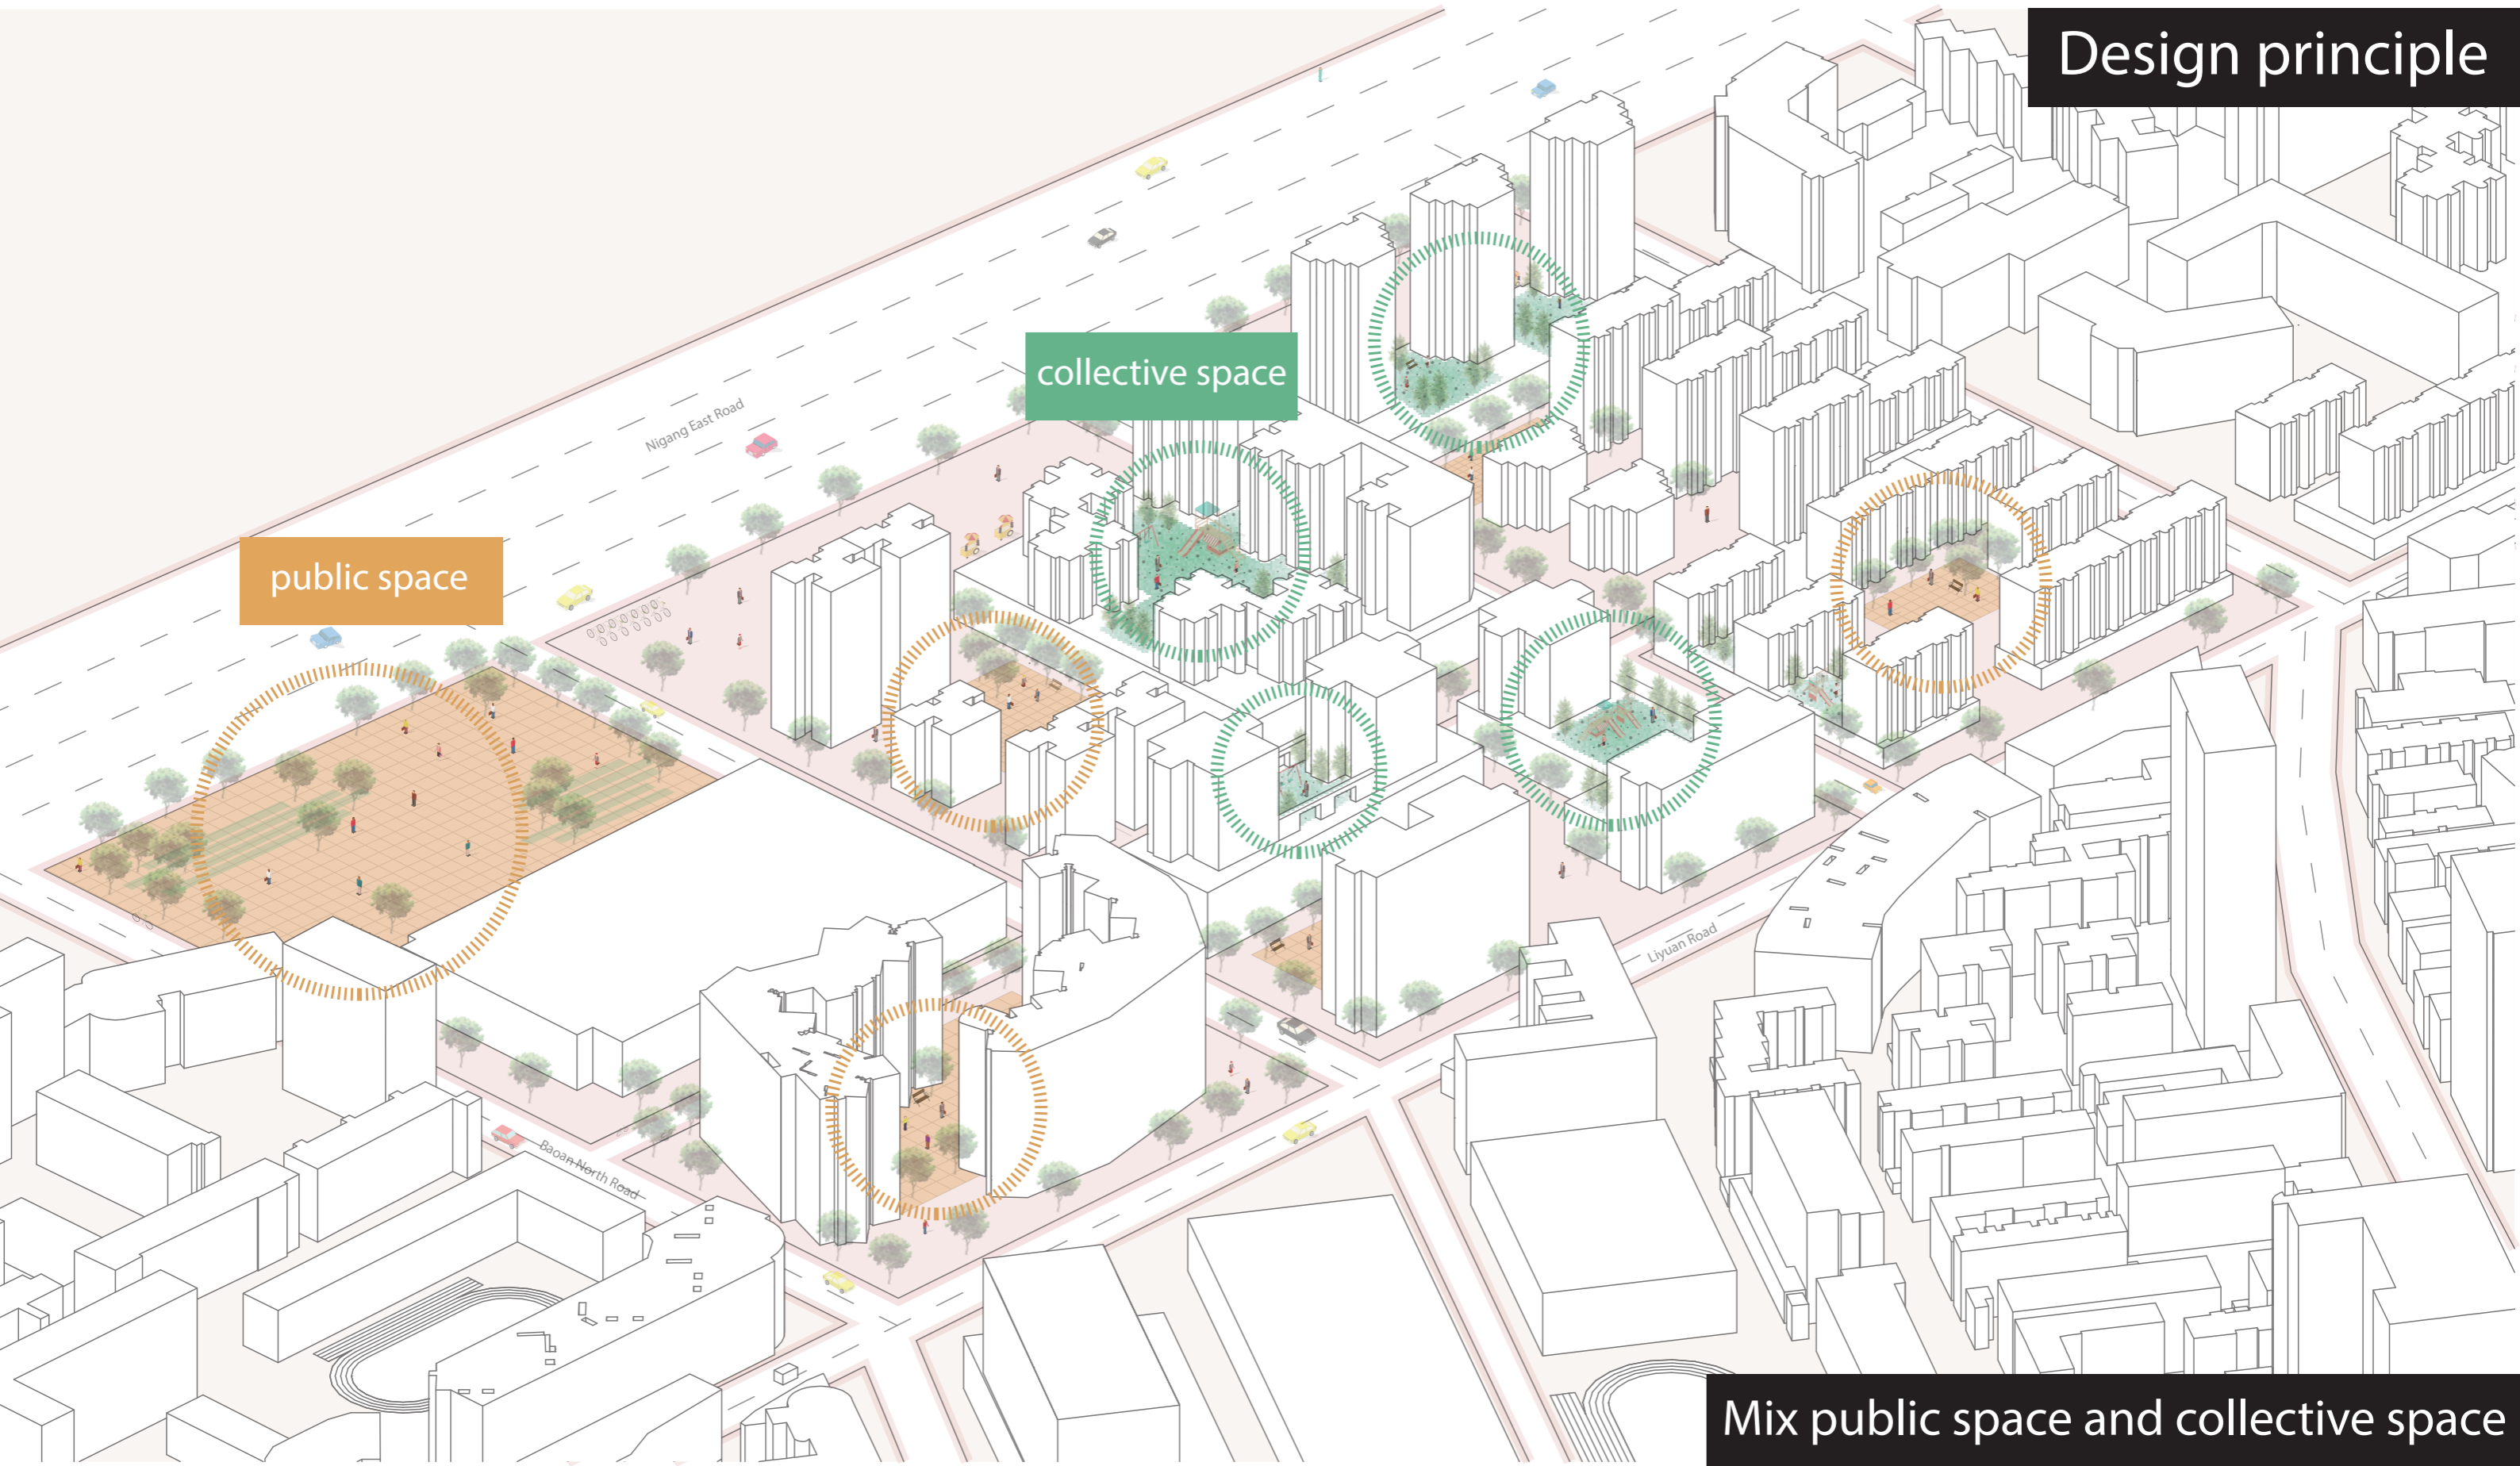 Design principle
collective space
Nigang East Road
public space
Liyuan Road
Baoan North Road
Mix public space and collective space